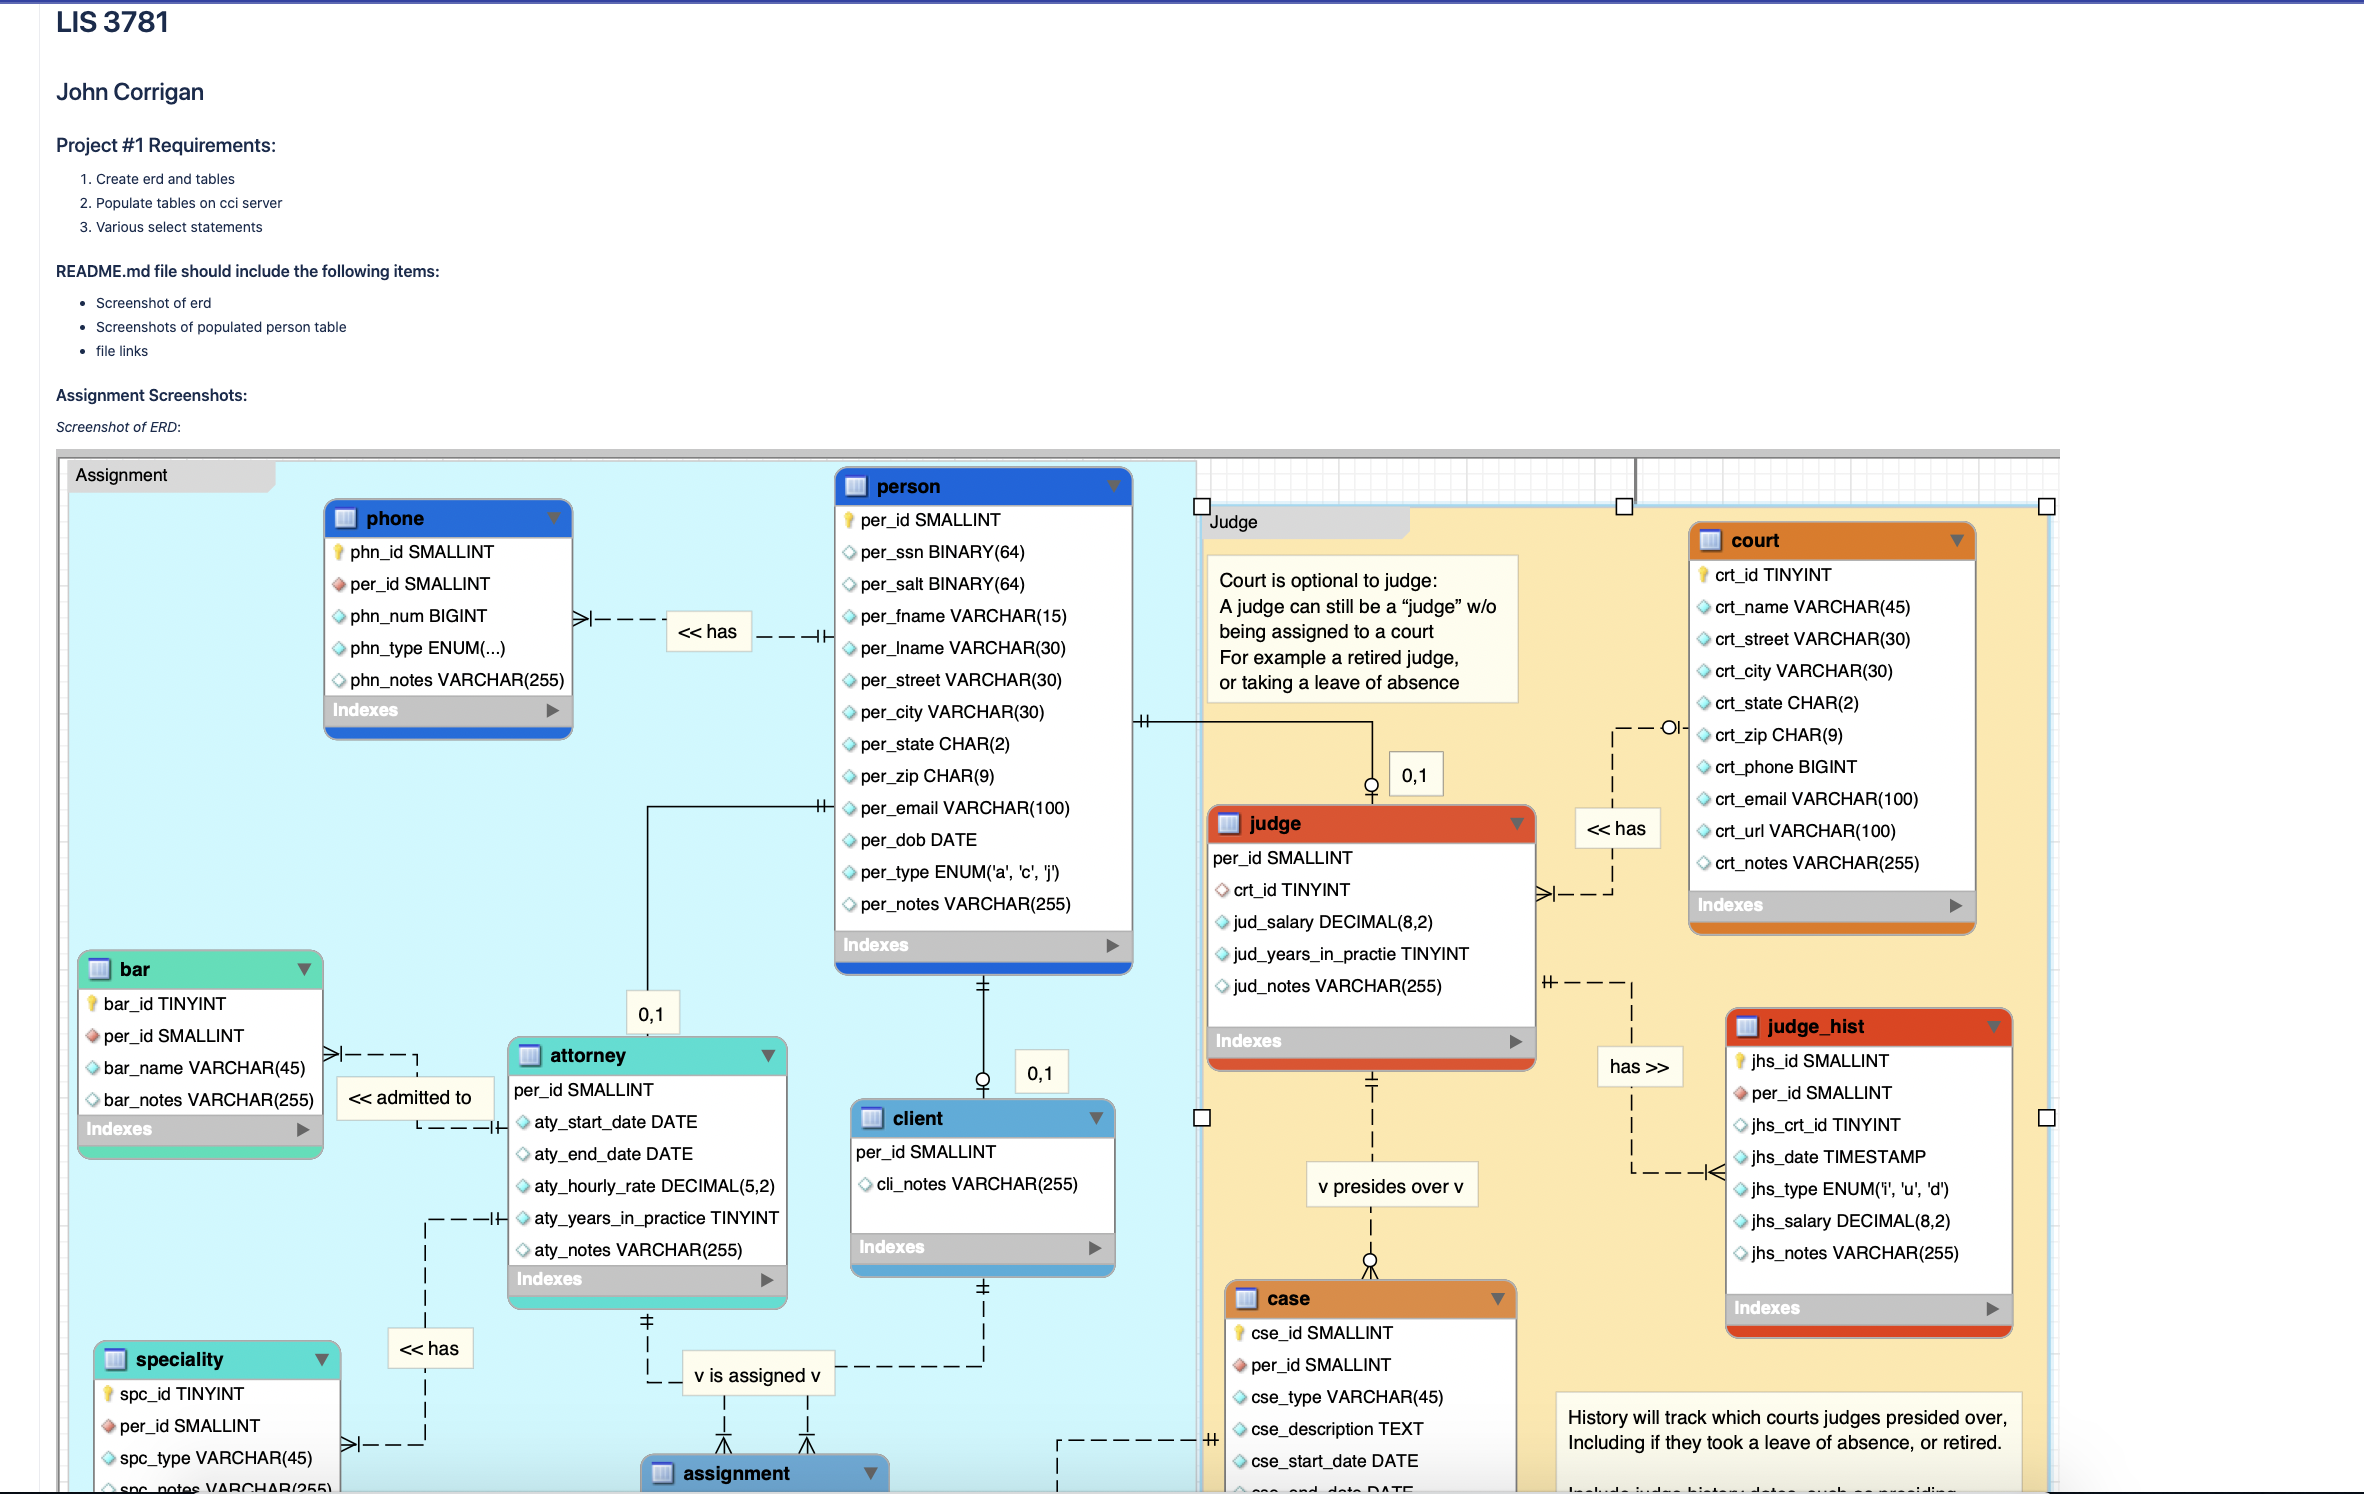 LIS 3781
John Corrigan
Project #1 Requirements:
1. Create erd and tables
2. Populate tables on cci server
3. Various select statements
README.md file should include the following items:
• Screenshot of erd
• Screenshots of populated person table
• file links
Assignment Screenshots:
Screenshot of ERD:
Assignment
phone
phn_id SMALLINT
per_id SMALLINT
phn_num BIGINT
phn_type ENUM(...)
phn_notes VARCHAR(255)
Indexes
<< has
person
per_id SMALLINT
per_ssn BINARY(64)
per_salt BINARY(64)
per_fname VARCHAR(15)
per_lname VARCHAR(30)
per_street VARCHAR(30)
per_city VARCHAR(30)
per_state CHAR(2)
per_zip CHAR(9)
per_email VARCHAR(100)
per_dob DATE
per_type ENUM('a', 'c', 'j')
per_notes VARCHAR(255)
Indexes
bar
bar_id TINYINT
per_id SMALLINT
bar_name VARCHAR(45)
bar_notes VARCHAR(255)
Indexes
<< admitted to
0,1
attorney
per_id SMALLINT
aty_start_date DATE
aty_end_date DATE
aty_hourly_rate DECIMAL(5,2)
aty_years_in_practice TINYINT
aty_notes VARCHAR(255)
Indexes
0,1
client
per_id SMALLINT
cli_notes VARCHAR(255)
Indexes
<< has
speciality
spc_id TINYINT
per_id SMALLINT
spc_type VARCHAR(45)
spc_notes VARCHAR(255)
v is assigned v
assignment
Judge
Court is optional to judge:
A judge can still be a “judge” w/o
being assigned to a court
For example a retired judge,
or taking a leave of absence
0,1
judge
per_id SMALLINT
crt_id TINYINT
jud_salary DECIMAL(8,2)
jud_years_in_practie TINYINT
jud_notes VARCHAR(255)
Indexes
<< has
court
crt_id TINYINT
crt_name VARCHAR(45)
crt_street VARCHAR(30)
crt_city VARCHAR(30)
crt_state CHAR(2)
crt_zip CHAR(9)
crt_phone BIGINT
crt_email VARCHAR(100)
crt_url VARCHAR(100)
crt_notes VARCHAR(255)
Indexes
has >>
judge_hist
jhs_id SMALLINT
per_id SMALLINT
jhs_crt_id TINYINT
jhs_date TIMESTAMP
jhs_type ENUM('i', 'u', 'd')
jhs_salary DECIMAL(8,2)
jhs_notes VARCHAR(255)
Indexes
v presides over v
case
cse_id SMALLINT
per_id SMALLINT
cse_type VARCHAR(45)
cse_description TEXT
cse_start_date DATE
cse_end_date DATE
History will track which courts judges presided over,
Including if they took a leave of absence, or retired.
Include judge history dates, such as presiding